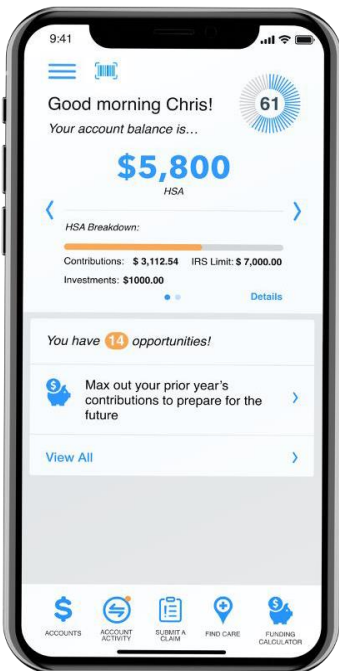 9:41
Good morning Chris!
61
Your account balance is...
$5,800
HSA
HSA Breakdown:
Contributions: $ 3,112.54 IRS Limit: $ 7,000.00
Investments: $1000.00
Details
You have 14 opportunities!
$
Max out your prior year's
contributions to prepare for the
future
View All
$
$
ACCOUNTS
ACCOUNT
ACTIVITY
SUBMIT A
CLAIM
FIND CARE
FUNDING
CALCULATOR